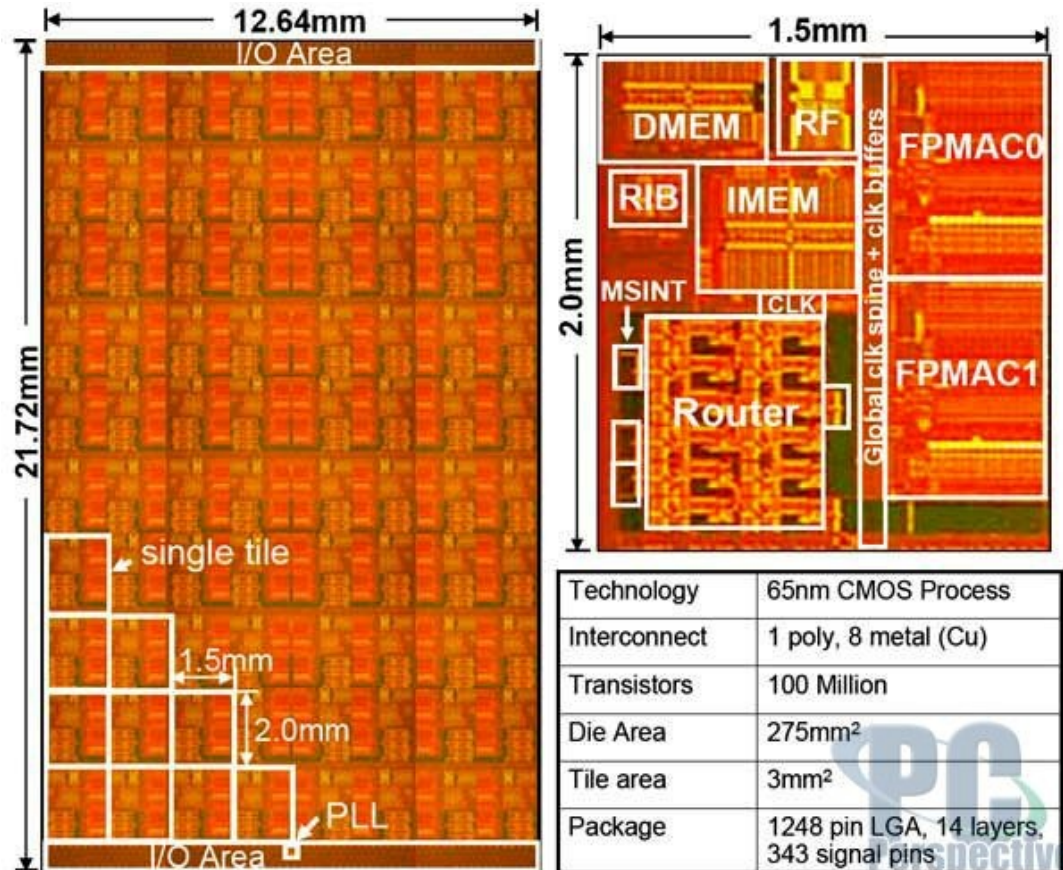 12.64mm
I/O Area
21.72mm
single tile
1.5mm
2.0mm
PLL
I/O Area
1.5mm
2.0mm
DMEM
RF
FPMAC0
RIB
IMEM
MSINT
CLK
Router
Global clk spine + clk buffers
FPMAC1
Technology 65nm CMOS Process
Interconnect 1 poly, 8 metal (Cu)
Transistors 100 Million
Die Area 275mm²
Tile area 3mm²
Package 1248 pin LGA, 14 layers,
343 signal pins
PC
Perspective